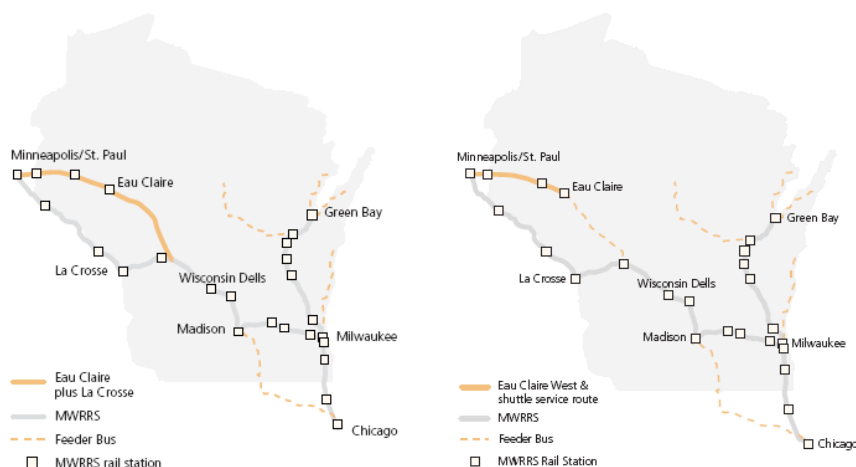 Minneapolis/St. Paul
Eau Claire
Green Bay
La Crosse
Wisconsin Dells
Madison
Milwaukee
Eau Claire
plus La Crosse
MWRRS
Feeder Bus
Chicago
MWRRS rail station
Minneapolis/St. Paul
Eau Claire
Green Bay
La Crosse
Wisconsin Dells
Madison
Milwaukee
Eau Claire West &
shuttle service route
MWRRS
Feeder Bus
Chicago
MWRRS Rail Station